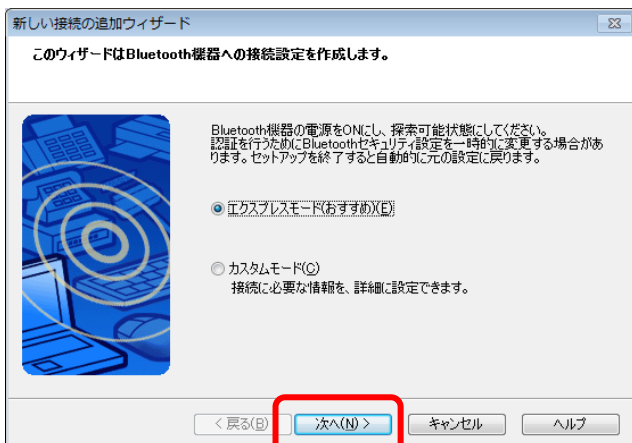 新しい接続の追加ウィザード
このウィザードはBluetooth機器への接続設定を作成します。
Bluetooth機器の電源をONにし、探索可能状態にしてください。
認証を行うためにBluetoothセキュリティ設定を一時的に変更する場合があ
ります。セットアップを終了すると自動的に元の設定に戻ります。
エクスプレスモード(おすすめ)(E)
カスタムモード(C)
接続に必要な情報を、詳細に設定できます。
< 戻る(B) 次へ(N) > キャンセル ヘルプ